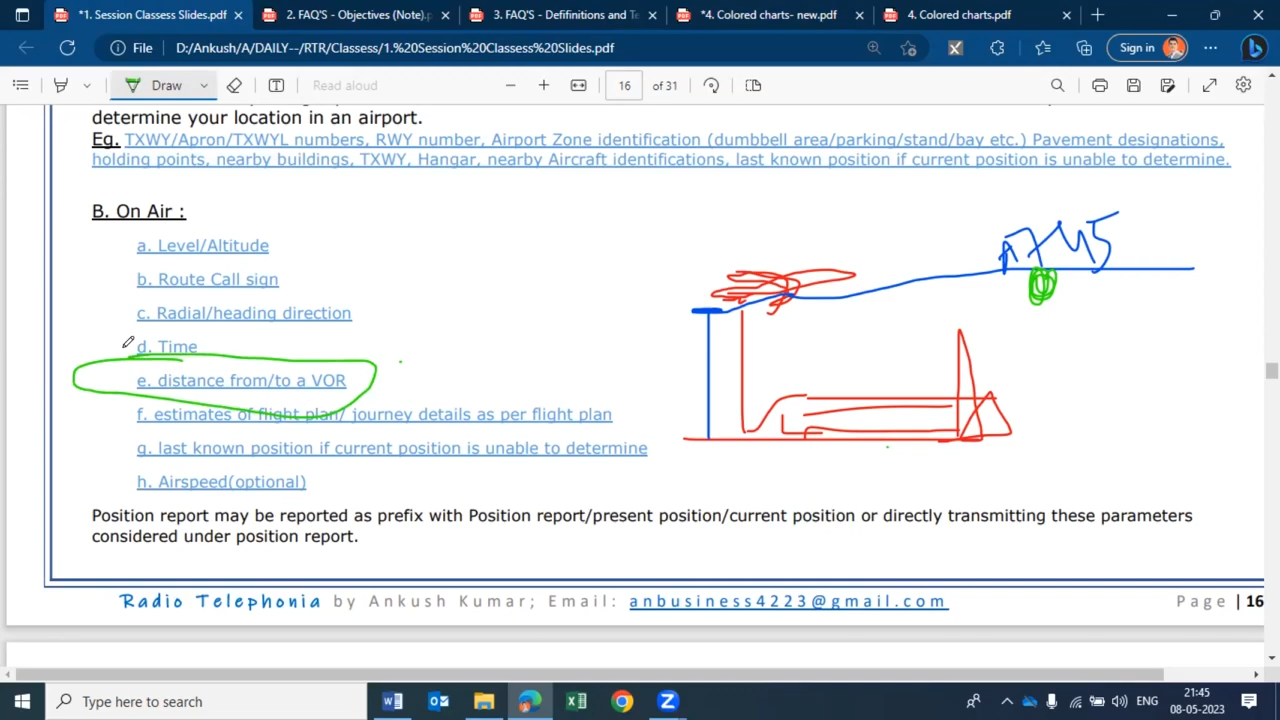 *1. Session Classess Slides.pdf
2. FAQ'S - Objectives (Note).p
3. FAQ'S - Defifinitions and Te
*4. Colored charts- new.pdf
4. Colored charts.pdf
File
D:/Ankush/A/DAILY--/RTR/Classess/1.%20Session%20Classess%20Slides.pdf
Sign in
Draw
Read aloud
16
of 31
determine your location in an airport.
Eg. TXWY/Apron/TXWYL numbers, RWY number, Airport Zone identification (dumbbell area/parking/stand/bay etc.) Pavement designations,
holding points, nearby buildings, TXWY, Hangar, nearby Aircraft identifications, last known position if current position is unable to determine.
B. On Air :
a. Level/Altitude
b. Route Call sign
c. Radial/heading direction
d. Time
e. distance from/to a VOR
f. estimates of flight plan/ journey details as per flight plan
g. last known position if current position is unable to determine
h. Airspeed(optional)
Position report may be reported as prefix with Position report/present position/current position or directly transmitting these parameters
considered under position report.
Radio Telephonia by Ankush Kumar; Email: anbusiness4223@gmail.com
Page | 16
Type here to search
ENG
21:45
08-05-2023